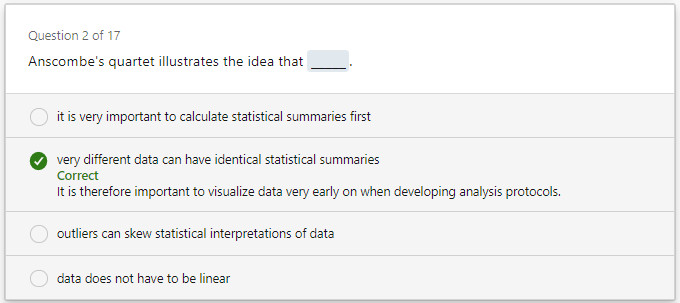 Question 2 of 17
Anscombe's quartet illustrates the idea that _____.
it is very important to calculate statistical summaries first
very different data can have identical statistical summaries
Correct
It is therefore important to visualize data very early on when developing analysis protocols.
outliers can skew statistical interpretations of data
data does not have to be linear